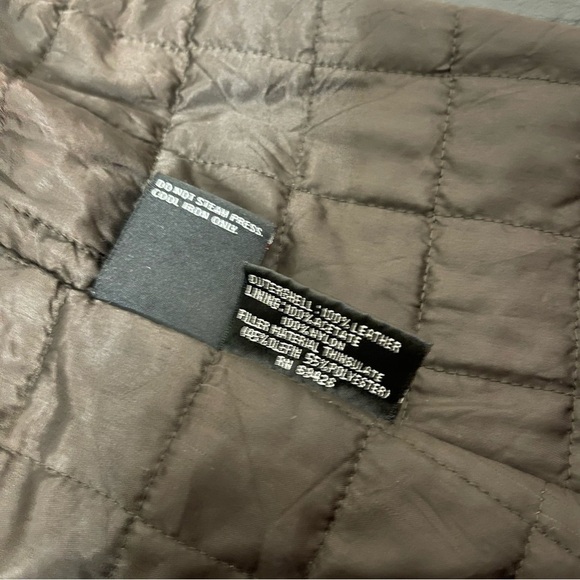 DO NOT STEAM PRESS.
COOL IRON ONLY.
OUTERSHELL : 100% LEATHER
LINING : 100% ACETATE
100% NYLON
FILLER MATERIAL THINSULATE
(45% OLEFIN 55% POLYESTER)
RN